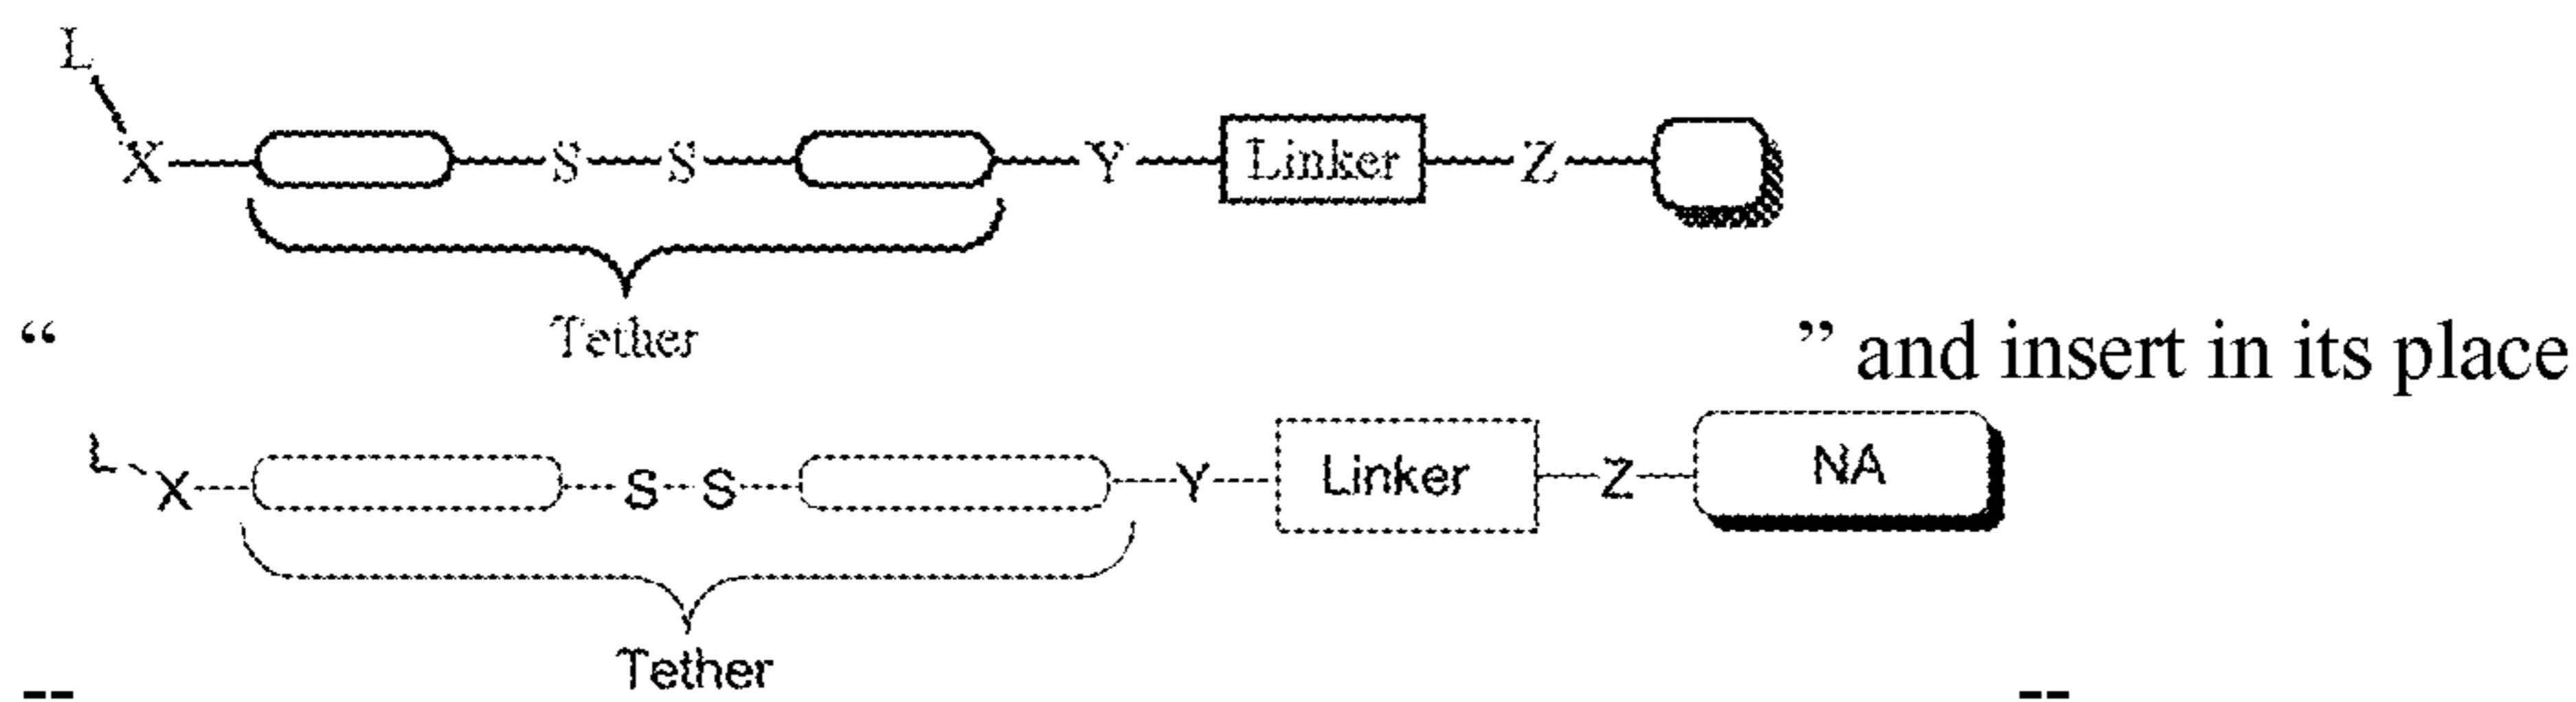 L
X S S Y Linker Z
Tether
“ ” and insert in its place
L
X S S Y Linker Z NA
Tether
-- --